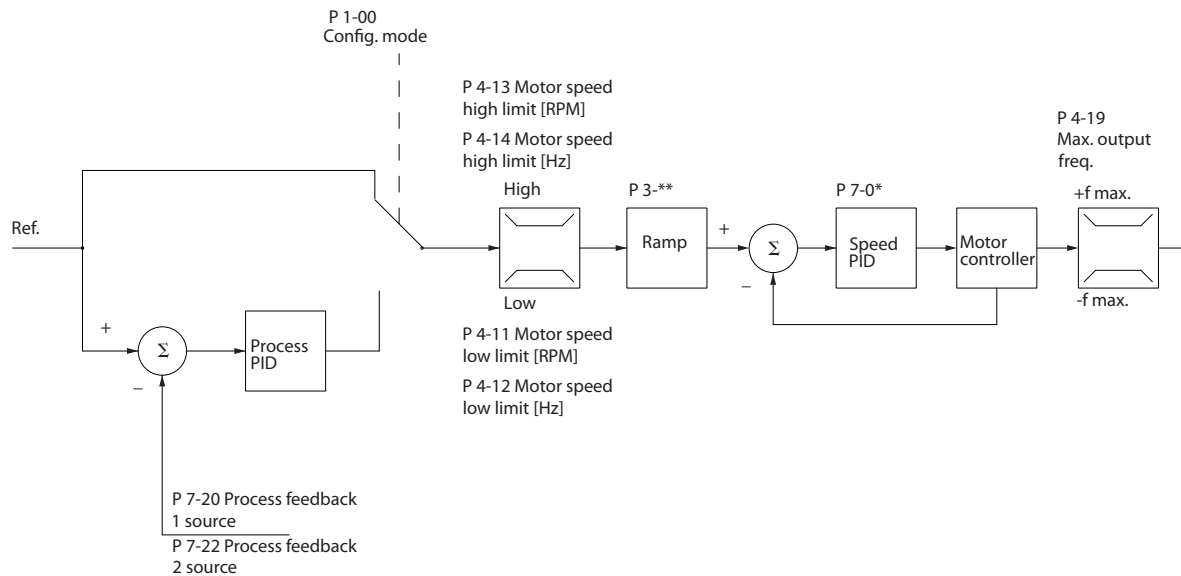 P 1-00
Config. mode
P 4-13 Motor speed
high limit [RPM]
P 4-14 Motor speed
high limit [Hz]
P 4-19
Max. output
freq.
High
P 3-**
P 7-0*
+f max.
Ref.
+
Ramp
Σ
Speed
PID
Motor
controller
–
Low
-f max.
+
Σ
Process
PID
–
P 4-11 Motor speed
low limit [RPM]
P 4-12 Motor speed
low limit [Hz]
P 7-20 Process feedback
1 source
P 7-22 Process feedback
2 source